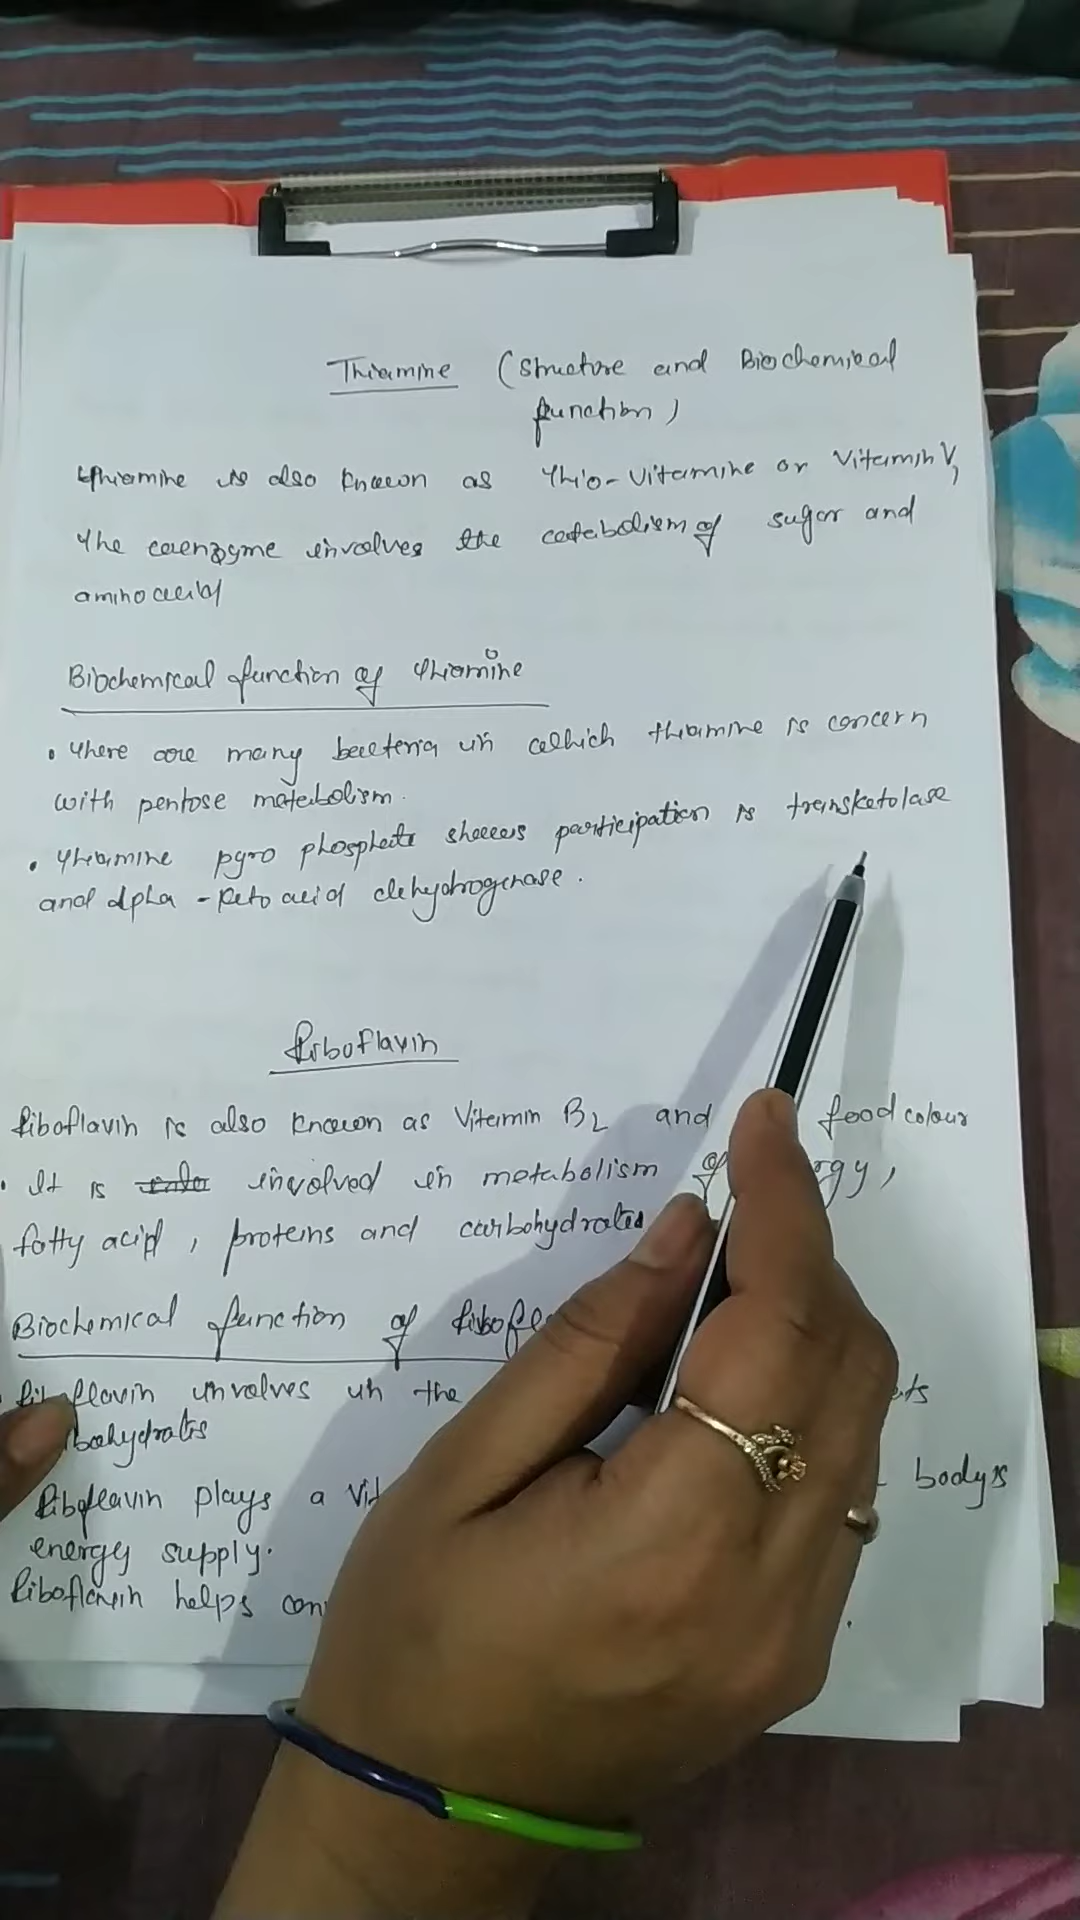 Thiamine (structure and Biochemical
function)
Thiamine is also known as Thio-vitamine or Vitamin V,
The coenzyme involves the catabolism of sugar and
amino acid
Biochemical function of Thiamine
• There are many bacteria in which thiamine is concern
with pentose matabolism.
• Thiamine pyro phosphate shows participation is transketolase
and alpha - Keto acid dehydrogenase.
Riboflavin
Riboflavin is also known as Vitamin B2 and food colour
• It is involved in metabolism of
fatty acid, proteins and carbohydrates
Biochemical function of
involves in the
Riboflavin plays a body's
energy supply.
Riboflavin helps